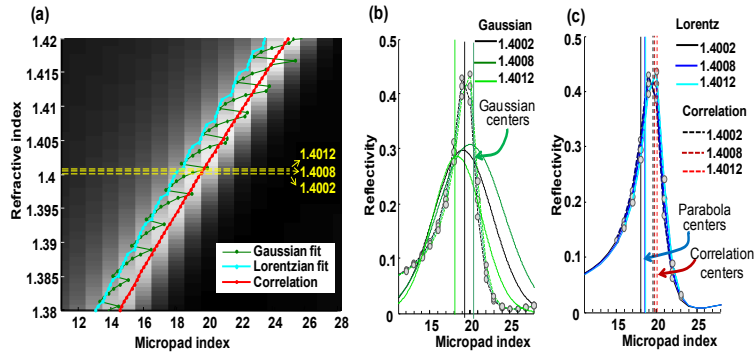 (a)
Refractive index
1.42
1.415
1.41
1.405
1.4
1.395
1.39
1.385
1.38
1.4012
1.4008
1.4002
Gaussian fit
Lorentzian fit
Correlation
12 14 16 18 20 22 24 26 28
Micropad index
(b)
Gaussian
1.4002
1.4008
1.4012
Gaussian
centers
Reflectivity
0.5
0.4
0.3
0.2
0.1
0
10 15 20 25
Micropad index
(c)
Lorentz
1.4002
1.4008
1.4012
Correlation
1.4002
1.4008
1.4012
Parabola
centers
Correlation
centers
Reflectivity
0.5
0.4
0.3
0.2
0.1
0
10 15 20 25
Micropad index